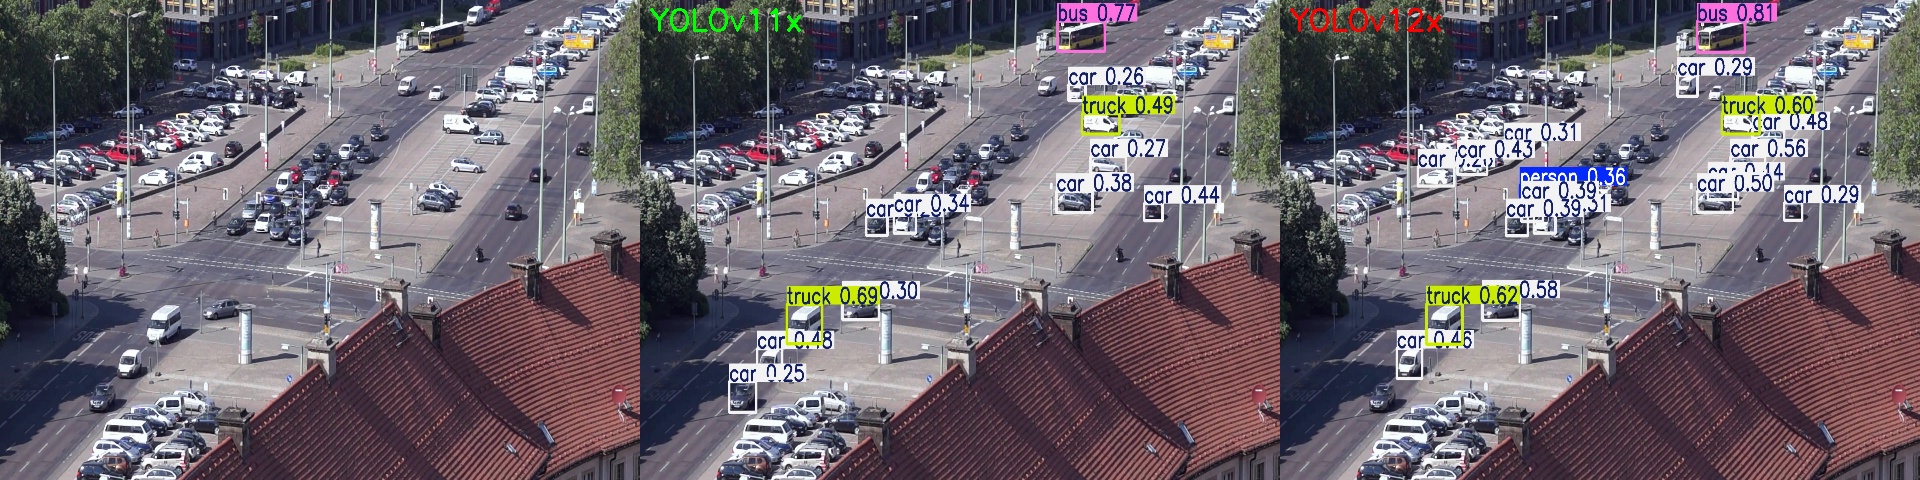 YOLOv11x
bus 0.77
car 0.26
truck 0.49
car 0.27
car 0.38
car 0.44
car
car 0.34
truck 0.69
0.30
car 0.48
car 0.25
YOLOv12x
bus 0.81
car 0.29
truck 0.60
car 0.48
car 0.31
car 0.43
car 0.56
car
person 0.36
car 0.50
car 0.39
car 0.29
car 0.39
.31
truck 0.62
0.58
car 0.46